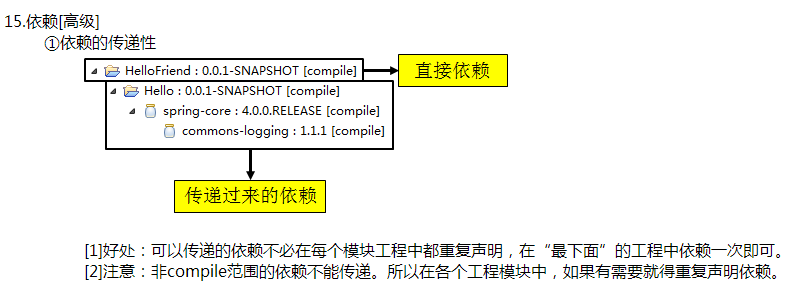 15.依赖[高级]
①依赖的传递性
HelloFriend : 0.0.1-SNAPSHOT [compile]
直接依赖
Hello : 0.0.1-SNAPSHOT [compile]
spring-core : 4.0.0.RELEASE [compile]
commons-logging : 1.1.1 [compile]
传递过来的依赖
[1]好处：可以传递的依赖不必在每个模块工程中都重复声明，在“最下面”的工程中依赖一次即可。
[2]注意：非compile范围的依赖不能传递。所以在各个工程模块中，如果有需要就得重复声明依赖。